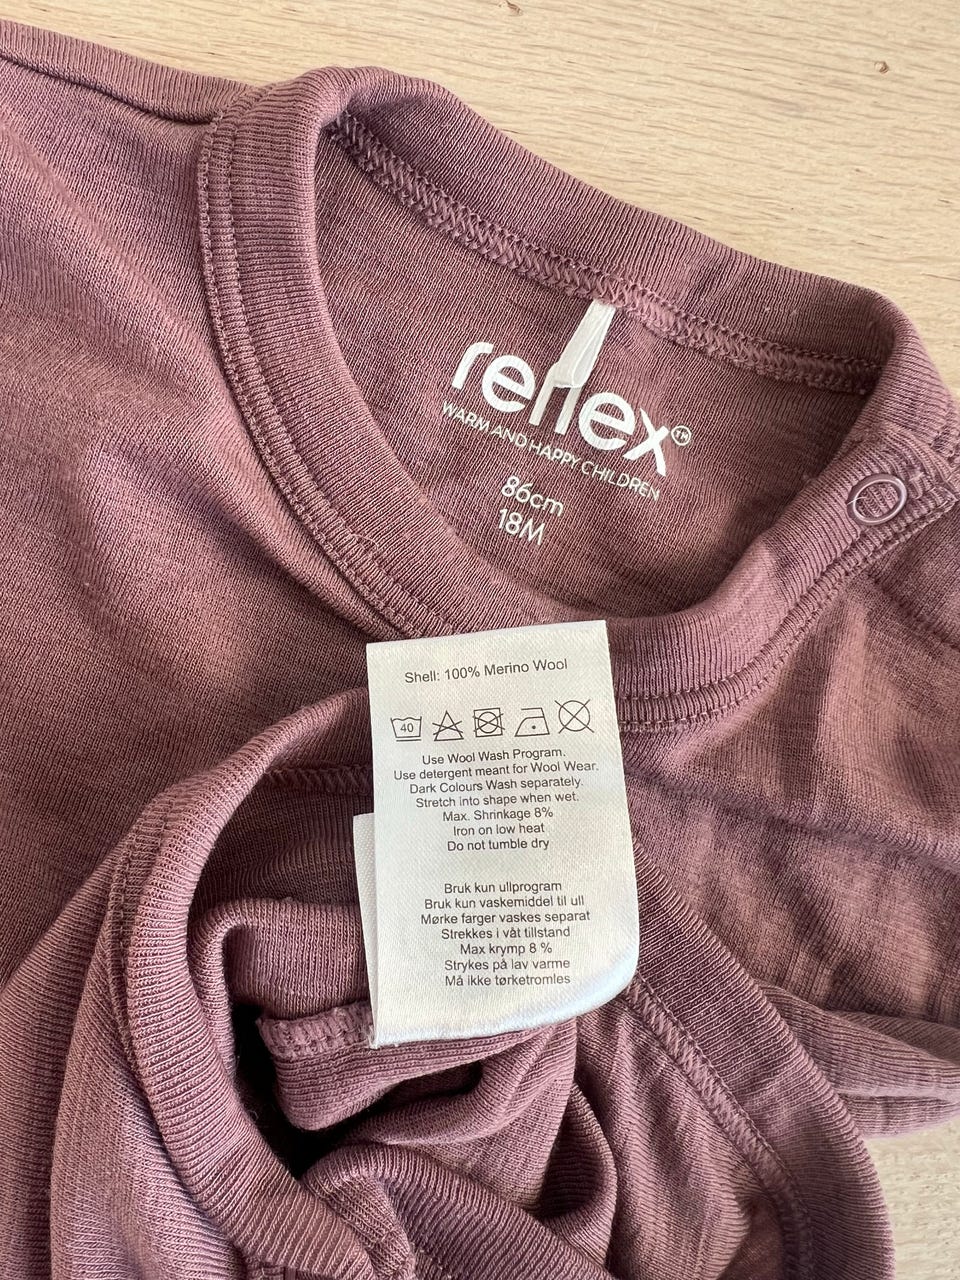 reflex™
WARM AND HAPPY CHILDREN
86cm
18M
Shell: 100% Merino Wool
40
Use Wool Wash Program.
Use detergent meant for Wool Wear.
Dark Colours Wash separately.
Stretch into shape when wet.
Max. Shrinkage 8%
Iron on low heat
Do not tumble dry
Bruk kun ullprogram
Bruk kun vaskemiddel til ull
Mørke farger vaskes separat
Strekkes i våt tillstand
Max krymp 8 %
Strykes på lav varme
Må ikke tørketromles